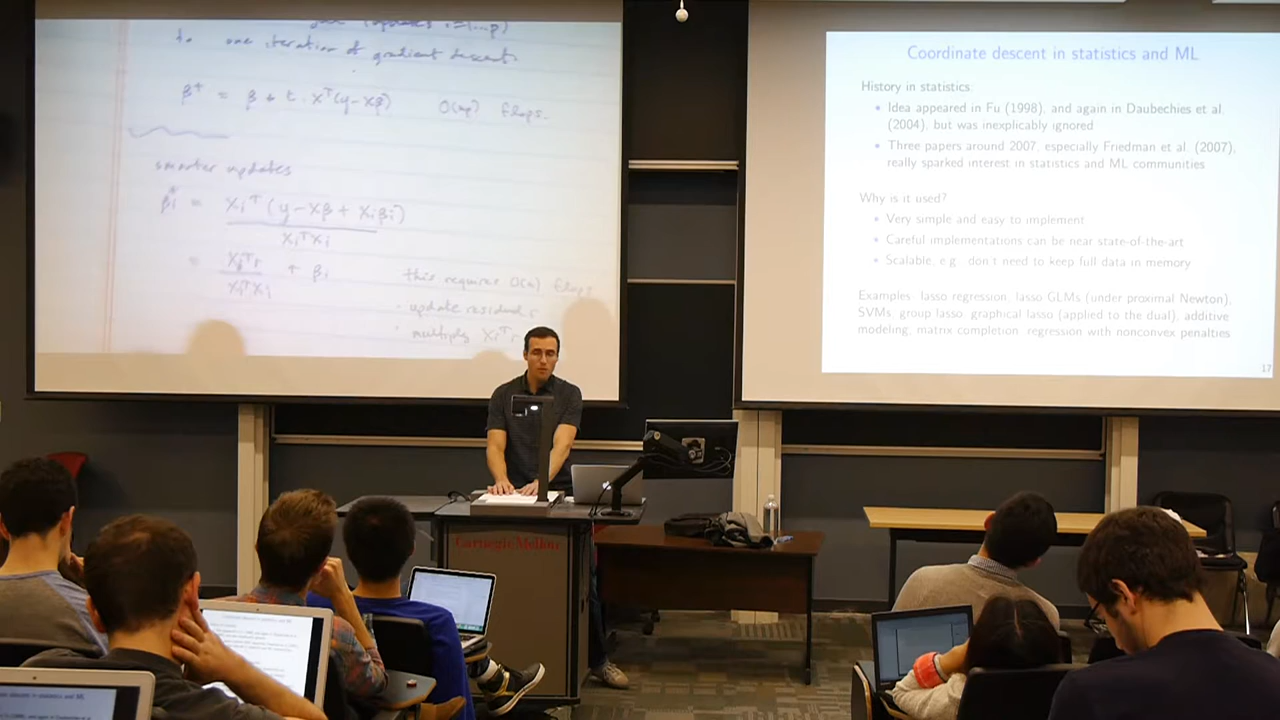 to one iteration of gradient descent.
β⁺ = β + t · Xᵀ(y − Xβ) O(np) flops.
smarter updates
Xᵢᵀ(y − Xβ + Xᵢβᵢ)
XᵢᵀXᵢ
+ βᵢ
this requires O(n) flops
· update residual
· multiply Xᵢᵀr
Carnegie Mellon
Coordinate descent in statistics and ML
History in statistics:
• Idea appeared in Fu (1998), and again in Daubechies et al.
(2004), but was inexplicably ignored
• Three papers around 2007, especially Friedman et al. (2007),
really sparked interest in statistics and ML communities
Why is it used?
• Very simple and easy to implement
• Careful implementations can be near state-of-the-art
• Scalable, e.g., don't need to keep full data in memory
Examples: lasso regression, lasso GLMs (under proximal Newton),
SVMs, group lasso, graphical lasso (applied to the dual), additive
modeling, matrix completion, regression with nonconvex penalties
17